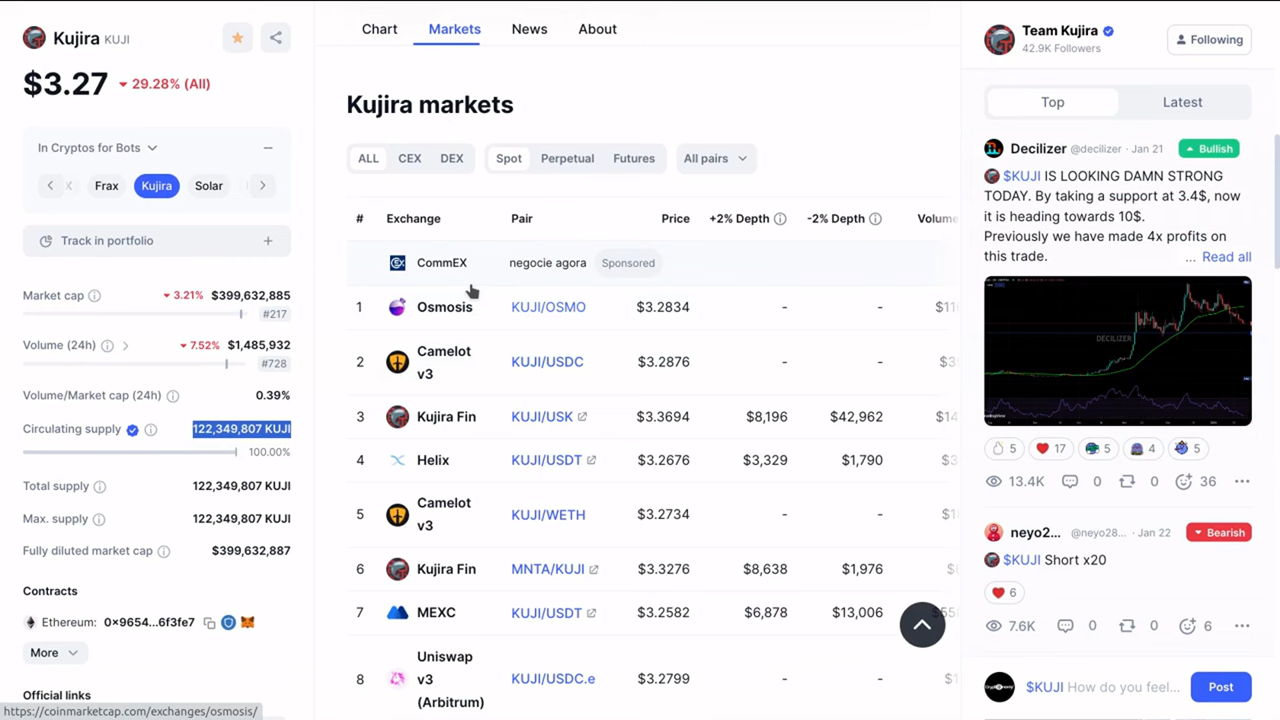 Kujira KUJI
$3.27 29.28% (All)
In Cryptos for Bots
Frax Kujira Solar
Track in portfolio
Market cap 3.21% $399,632,885
#217
Volume (24h) 7.52% $1,485,932
#728
Volume/Market cap (24h) 0.39%
Circulating supply 122,349,807 KUJI
100.00%
Total supply 122,349,807 KUJI
Max. supply 122,349,807 KUJI
Fully diluted market cap $399,632,887
Contracts
Ethereum: 0x9654...6f3fe7
More
Official links
https://coinmarketcap.com/exchanges/osmosis/
Chart Markets News About
Kujira markets
ALL CEX DEX Spot Perpetual Futures All pairs
# Exchange Pair Price +2% Depth -2% Depth Volume
CommEX negocie agora Sponsored
1 Osmosis KUJI/OSMO $3.2834 - -
2 Camelot v3 KUJI/USDC $3.2876 - -
3 Kujira Fin KUJI/USK $3.3694 $8,196 $42,962
4 Helix KUJI/USDT $3.2676 $3,329 $1,790
5 Camelot v3 KUJI/WETH $3.2734 - -
6 Kujira Fin MNTA/KUJI $3.3276 $8,638 $1,976
7 MEXC KUJI/USDT $3.2582 $6,878 $13,006
8 Uniswap v3 (Arbitrum) KUJI/USDC.e $3.2799 - -
Team Kujira
42.9K Followers
Following
Top Latest
Decilizer @decilizer · Jan 21 Bullish
$KUJI IS LOOKING DAMN STRONG
TODAY. By taking a support at 3.4$, now
it is heading towards 10$.
Previously we have made 4x profits on
this trade. ... Read all
DECILIZER
5 17 5 4 5
13.4K 0 0 36
neyo2... @neyo28... · Jan 22 Bearish
$KUJI Short x20
6
7.6K 0 0 6
$KUJI How do you feel... Post